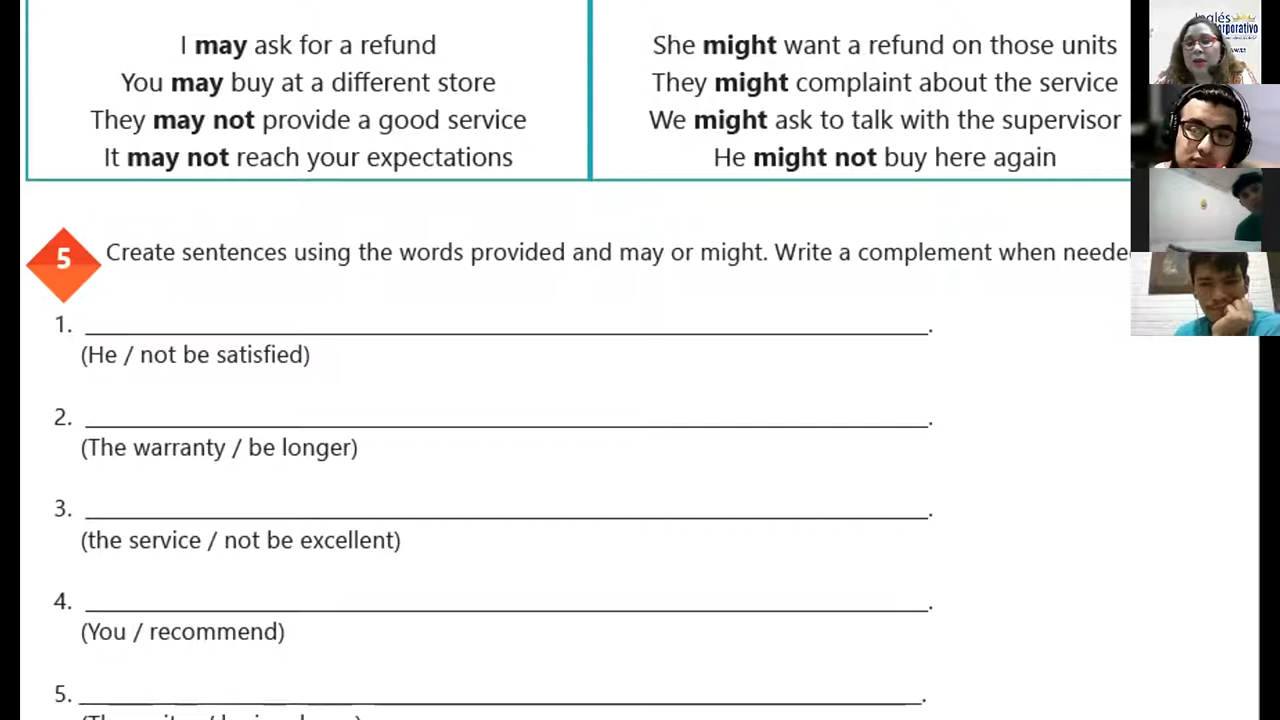 I may ask for a refund
You may buy at a different store
They may not provide a good service
It may not reach your expectations
She might want a refund on those units
They might complaint about the service
We might ask to talk with the supervisor
He might not buy here again
5
Create sentences using the words provided and may or might. Write a complement when neede
1. .
(He / not be satisfied)
2. .
(The warranty / be longer)
3. .
(the service / not be excellent)
4. .
(You / recommend)
5. .
Inglés